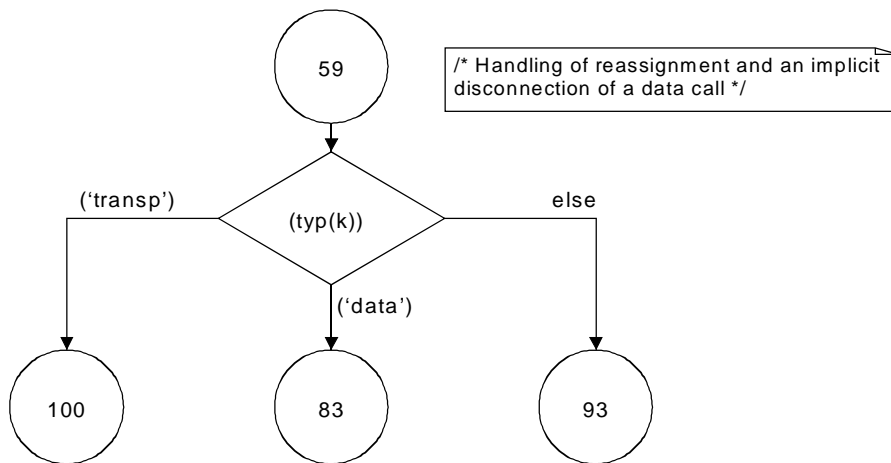 59
/* Handling of reassignment and an implicit
disconnection of a data call */
(‘transp’)
(typ(k))
else
(‘data’)
100
83
93